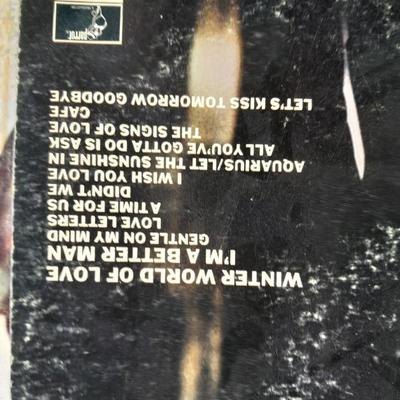 WINTER WORLD OF LOVE
I'M A BETTER MAN
GENTLE ON MY MIND
LOVE LETTERS
A TIME FOR US
DIDN'T WE
I WISH YOU LOVE
AQUARIUS/LET THE SUNSHINE IN
ALL YOU'VE GOTTA DO IS ASK
THE SIGNS OF LOVE
CAFE
LET'S KISS TOMORROW GOODBYE
parrot